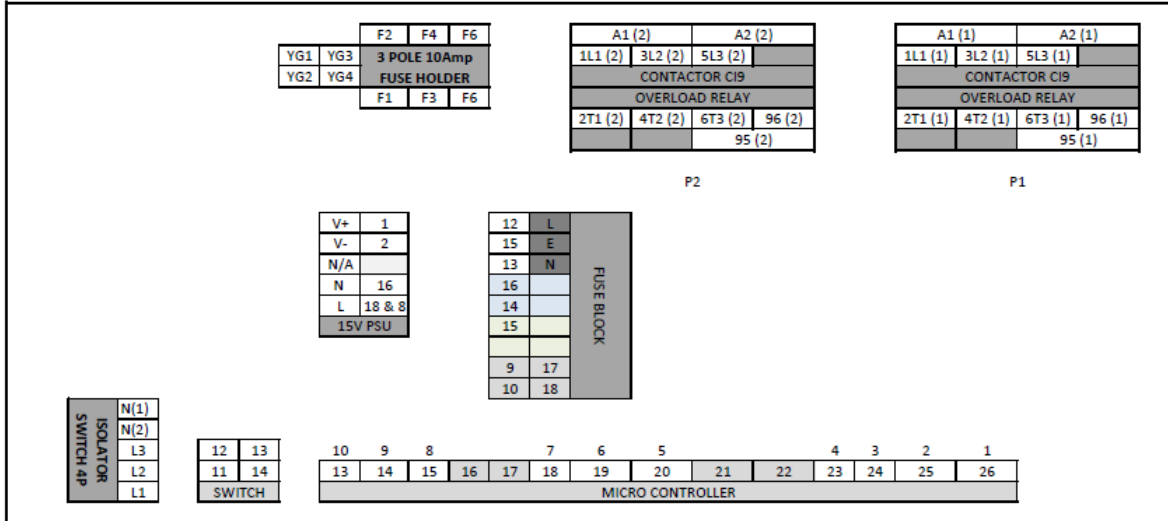 F2 F4 F6
YG1 YG3 3 POLE 10Amp
YG2 YG4 FUSE HOLDER
F1 F3 F6
A1 (2) A2 (2)
1L1 (2) 3L2 (2) 5L3 (2)
CONTACTOR CI9
OVERLOAD RELAY
2T1 (2) 4T2 (2) 6T3 (2) 96 (2)
95 (2)
P2
A1 (1) A2 (1)
1L1 (1) 3L2 (1) 5L3 (1)
CONTACTOR CI9
OVERLOAD RELAY
2T1 (1) 4T2 (1) 6T3 (1) 96 (1)
95 (1)
P1
V+ 1
V- 2
N/A
N 16
L 18 & 8
15V PSU
12 L
15 E
13 N
16
14
15
9 17
10 18
FUSE BLOCK
ISOLATOR
SWITCH 4P
N(1)
N(2)
L3
L2
L1
12 13
11 14
SWITCH
10 9 8 7 6 5 4 3 2 1
13 14 15 16 17 18 19 20 21 22 23 24 25 26
MICRO CONTROLLER